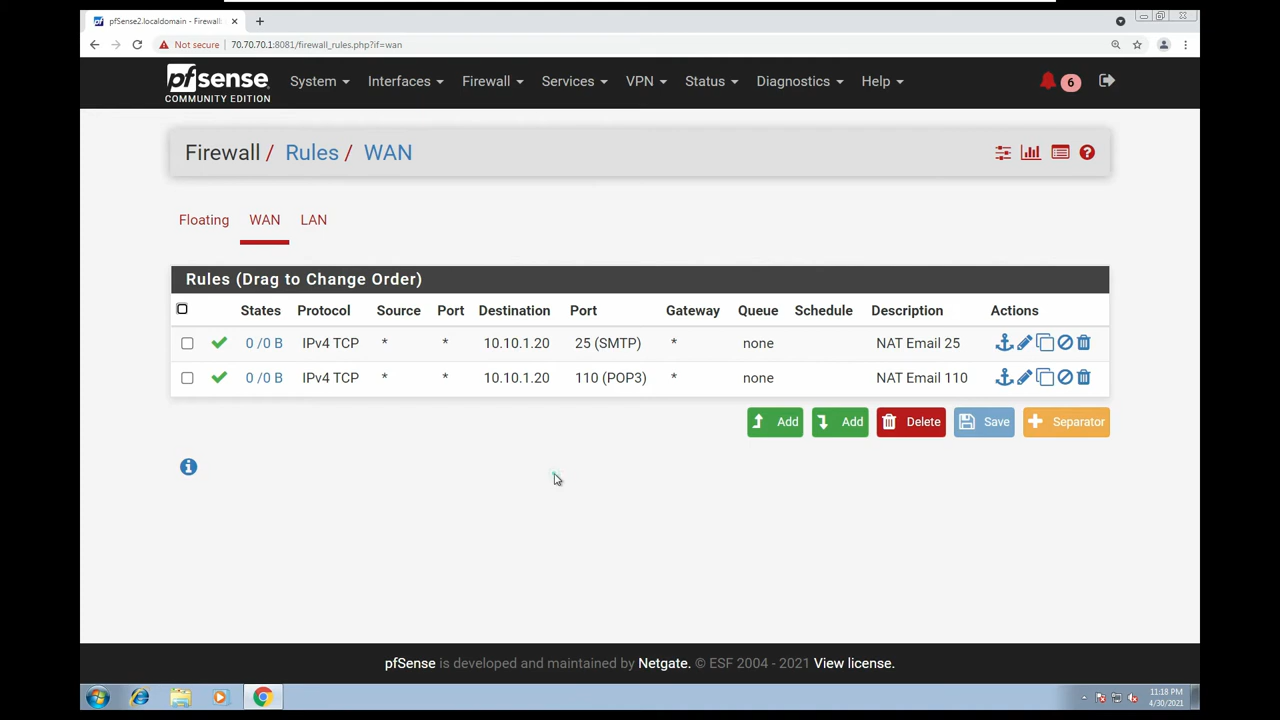 pfSense2.localdomain - Firewall:
Not secure 70.70.70.1:8081/firewall_rules.php?if=wan
pfsense
COMMUNITY EDITION
System Interfaces Firewall Services VPN Status Diagnostics Help 6
Firewall / Rules / WAN
Floating WAN LAN
Rules (Drag to Change Order)
States Protocol Source Port Destination Port Gateway Queue Schedule Description Actions
0 /0 B IPv4 TCP * * 10.10.1.20 25 (SMTP) * none NAT Email 25
0 /0 B IPv4 TCP * * 10.10.1.20 110 (POP3) * none NAT Email 110
Add Add Delete Save Separator
pfSense is developed and maintained by Netgate. © ESF 2004 - 2021 View license.
11:18 PM
4/30/2021